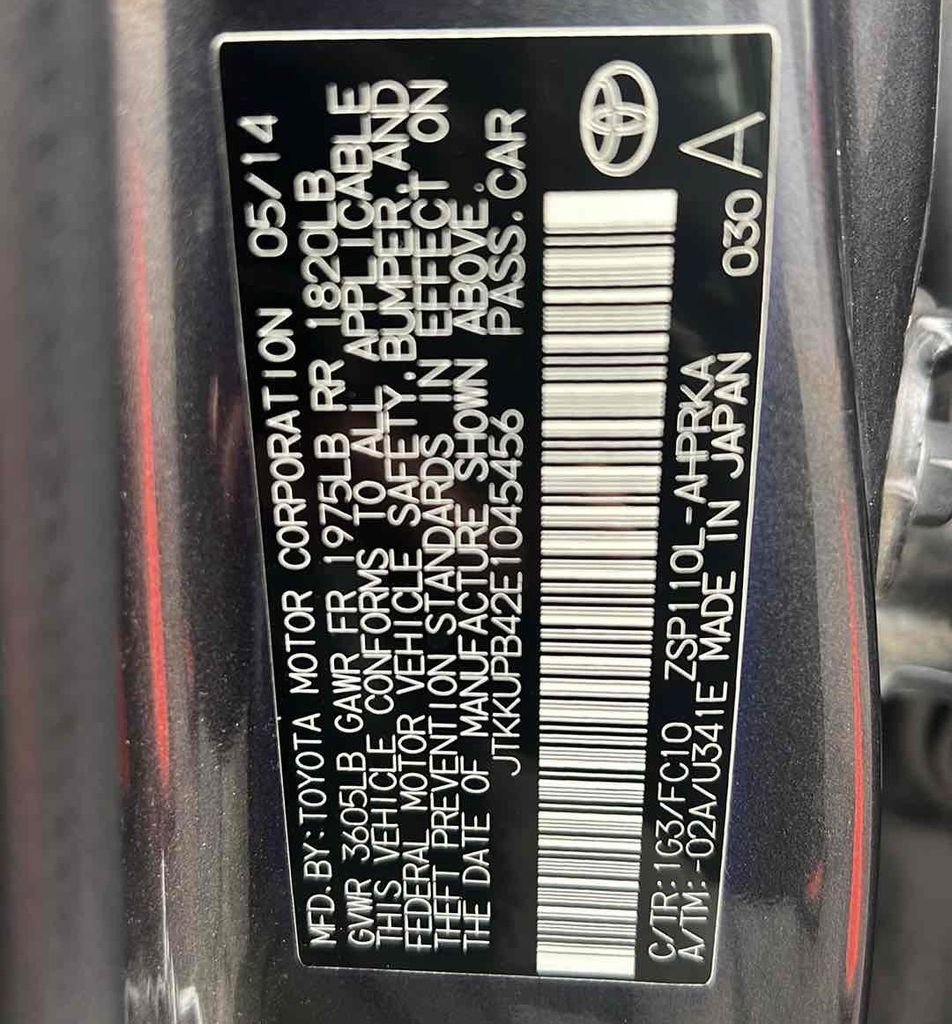 MFD.BY:TOYOTA MOTOR CORPORATION 05/14
GVWR 3605LB GAWR FR 1975LB RR 1820LB
THIS VEHICLE CONFORMS TO ALL APPLICABLE
FEDERAL MOTOR VEHICLE SAFETY.BUMPER.AND
THEFT PREVENTION STANDARDS IN EFFECT ON
THE DATE OF MANUFACTURE SHOWN ABOVE.
JTKKUPB42E1045456 PASS.CAR
C/TR:1G3/FC10 ZSP110L-AHPRKA 030 A
A/TM:-02A/U341E MADE IN JAPAN